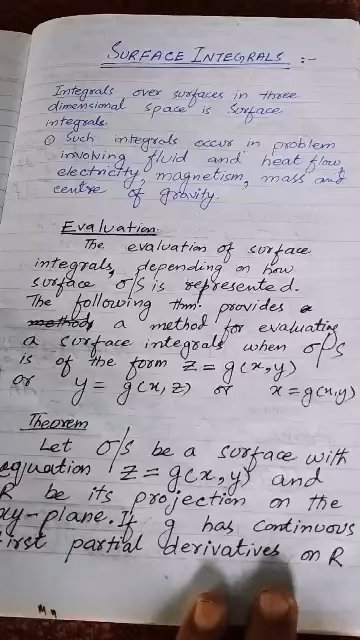 SURFACE INTEGRALS :-
Integrals over surfaces in three
dimensional space is Surface
integrals.
① Such integrals occur in problem
involving fluid and heat flow,
electricity, magnetism, mass and
centre of gravity.
Evaluation
The evaluation of surface
integrals, depending on how
surface σ/S is represented.
The following thm: provides
a method for evaluating
a surface integrals when σ/S
is of the form z = g(x,y)
or y = g(x,z) or x = g(x,y)
Theorem
Let σ/s be a surface with
equation z = g(x,y) and
R be its projection on the
xy-plane. If g has continuous
first partial derivatives on R